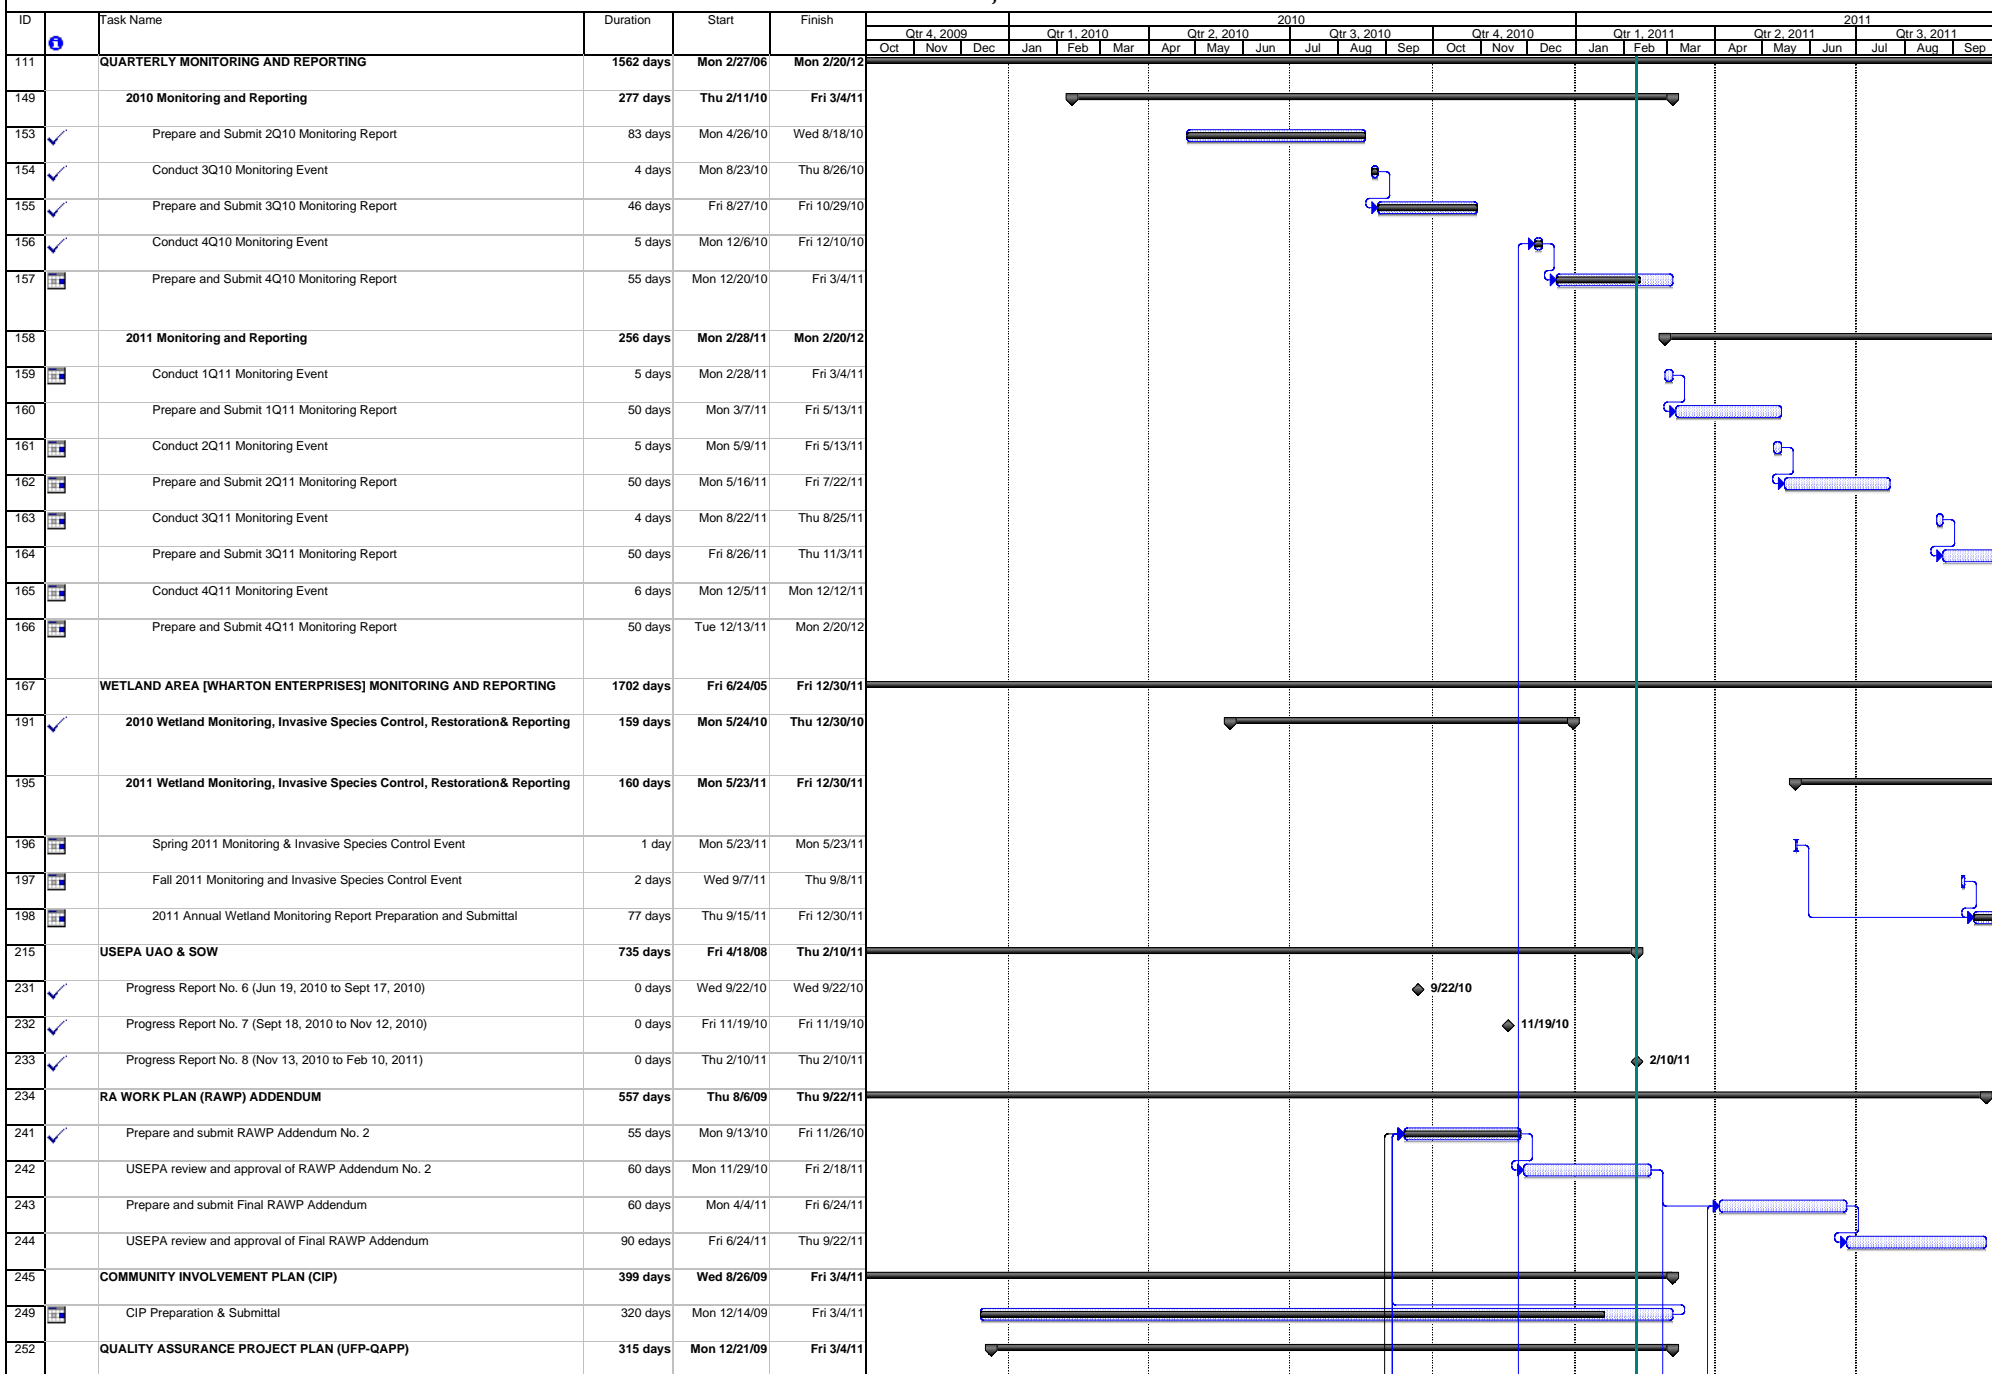 ID Task Name Duration Start Finish
2010 2011
Qtr 4, 2009 Qtr 1, 2010 Qtr 2, 2010 Qtr 3, 2010 Qtr 4, 2010 Qtr 1, 2011 Qtr 2, 2011 Qtr 3, 2011
Oct Nov Dec Jan Feb Mar Apr May Jun Jul Aug Sep Oct Nov Dec Jan Feb Mar Apr May Jun Jul Aug Sep
111 QUARTERLY MONITORING AND REPORTING 1562 days Mon 2/27/06 Mon 2/20/12
149 2010 Monitoring and Reporting 277 days Thu 2/11/10 Fri 3/4/11
153 Prepare and Submit 2Q10 Monitoring Report 83 days Mon 4/26/10 Wed 8/18/10
154 Conduct 3Q10 Monitoring Event 4 days Mon 8/23/10 Thu 8/26/10
155 Prepare and Submit 3Q10 Monitoring Report 46 days Fri 8/27/10 Fri 10/29/10
156 Conduct 4Q10 Monitoring Event 5 days Mon 12/6/10 Fri 12/10/10
157 Prepare and Submit 4Q10 Monitoring Report 55 days Mon 12/20/10 Fri 3/4/11
158 2011 Monitoring and Reporting 256 days Mon 2/28/11 Mon 2/20/12
159 Conduct 1Q11 Monitoring Event 5 days Mon 2/28/11 Fri 3/4/11
160 Prepare and Submit 1Q11 Monitoring Report 50 days Mon 3/7/11 Fri 5/13/11
161 Conduct 2Q11 Monitoring Event 5 days Mon 5/9/11 Fri 5/13/11
162 Prepare and Submit 2Q11 Monitoring Report 50 days Mon 5/16/11 Fri 7/22/11
163 Conduct 3Q11 Monitoring Event 4 days Mon 8/22/11 Thu 8/25/11
164 Prepare and Submit 3Q11 Monitoring Report 50 days Fri 8/26/11 Thu 11/3/11
165 Conduct 4Q11 Monitoring Event 6 days Mon 12/5/11 Mon 12/12/11
166 Prepare and Submit 4Q11 Monitoring Report 50 days Tue 12/13/11 Mon 2/20/12
167 WETLAND AREA [WHARTON ENTERPRISES] MONITORING AND REPORTING 1702 days Fri 6/24/05 Fri 12/30/11
191 2010 Wetland Monitoring, Invasive Species Control, Restoration& Reporting 159 days Mon 5/24/10 Thu 12/30/10
195 2011 Wetland Monitoring, Invasive Species Control, Restoration& Reporting 160 days Mon 5/23/11 Fri 12/30/11
196 Spring 2011 Monitoring & Invasive Species Control Event 1 day Mon 5/23/11 Mon 5/23/11
197 Fall 2011 Monitoring and Invasive Species Control Event 2 days Wed 9/7/11 Thu 9/8/11
198 2011 Annual Wetland Monitoring Report Preparation and Submittal 77 days Thu 9/15/11 Fri 12/30/11
215 USEPA UAO & SOW 735 days Fri 4/18/08 Thu 2/10/11
231 Progress Report No. 6 (Jun 19, 2010 to Sept 17, 2010) 0 days Wed 9/22/10 Wed 9/22/10 9/22/10
232 Progress Report No. 7 (Sept 18, 2010 to Nov 12, 2010) 0 days Fri 11/19/10 Fri 11/19/10 11/19/10
233 Progress Report No. 8 (Nov 13, 2010 to Feb 10, 2011) 0 days Thu 2/10/11 Thu 2/10/11 2/10/11
234 RA WORK PLAN (RAWP) ADDENDUM 557 days Thu 8/6/09 Thu 9/22/11
241 Prepare and submit RAWP Addendum No. 2 55 days Mon 9/13/10 Fri 11/26/10
242 USEPA review and approval of RAWP Addendum No. 2 60 days Mon 11/29/10 Fri 2/18/11
243 Prepare and submit Final RAWP Addendum 60 days Mon 4/4/11 Fri 6/24/11
244 USEPA review and approval of Final RAWP Addendum 90 edays Fri 6/24/11 Thu 9/22/11
245 COMMUNITY INVOLVEMENT PLAN (CIP) 399 days Wed 8/26/09 Fri 3/4/11
249 CIP Preparation & Submittal 320 days Mon 12/14/09 Fri 3/4/11
252 QUALITY ASSURANCE PROJECT PLAN (UFP-QAPP) 315 days Mon 12/21/09 Fri 3/4/11